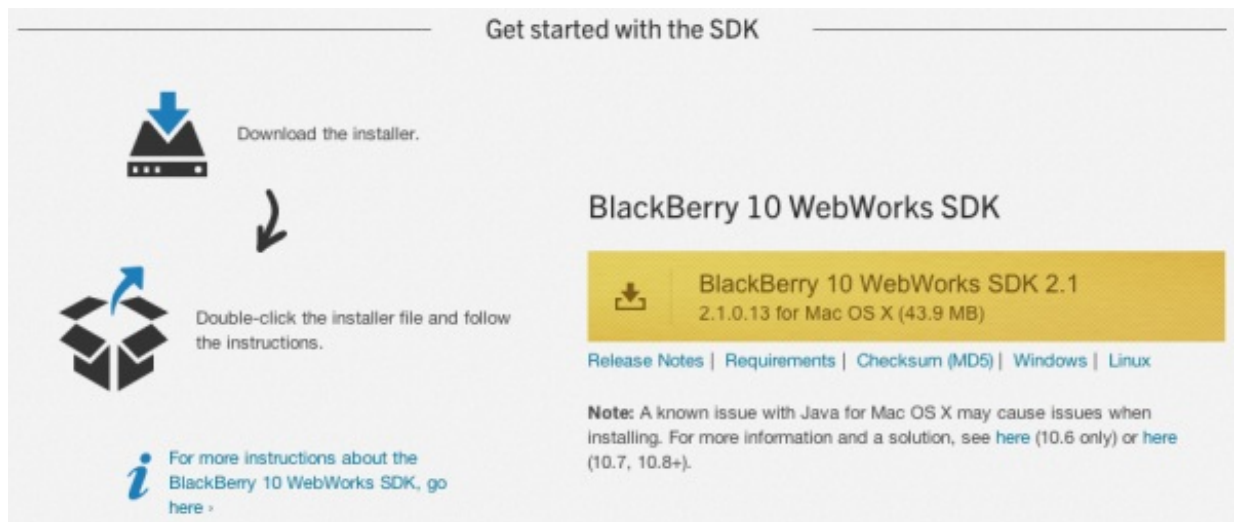 Get started with the SDK
Download the installer.
Double-click the installer file and follow
the instructions.
For more instructions about the
BlackBerry 10 WebWorks SDK, go
here ›
BlackBerry 10 WebWorks SDK
BlackBerry 10 WebWorks SDK 2.1
2.1.0.13 for Mac OS X (43.9 MB)
Release Notes | Requirements | Checksum (MD5) | Windows | Linux
Note: A known issue with Java for Mac OS X may cause issues when
installing. For more information and a solution, see here (10.6 only) or here
(10.7, 10.8+).